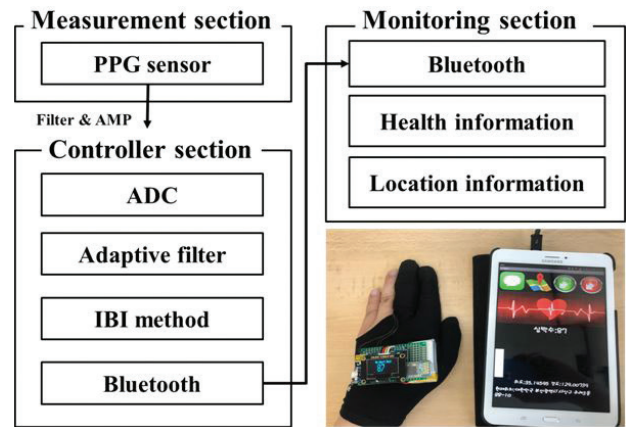 Measurement section
PPG sensor
Filter & AMP
Controller section
ADC
Adaptive filter
IBI method
Bluetooth
Monitoring section
Bluetooth
Health information
Location information
SAMSUNG